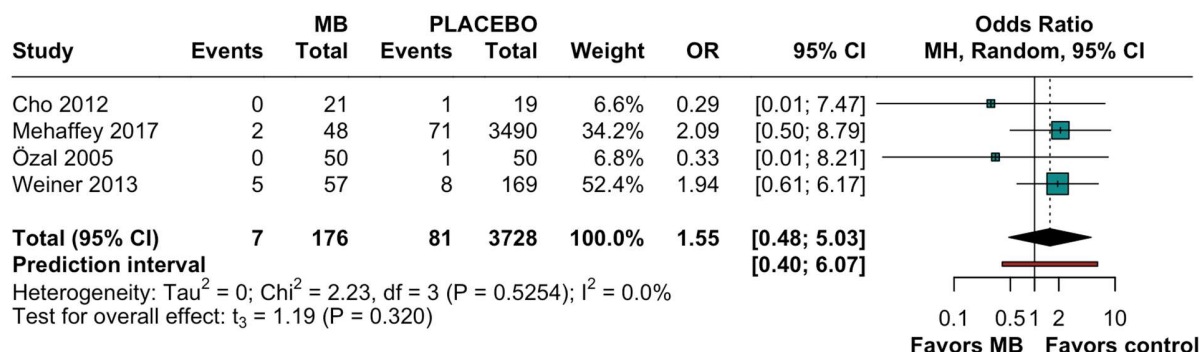 MB PLACEBO Odds Ratio
Study Events Total Events Total Weight OR 95% CI MH, Random, 95% CI
Cho 2012 0 21 1 19 6.6% 0.29 [0.01; 7.47]
Mehaffey 2017 2 48 71 3490 34.2% 2.09 [0.50; 8.79]
Özal 2005 0 50 1 50 6.8% 0.33 [0.01; 8.21]
Weiner 2013 5 57 8 169 52.4% 1.94 [0.61; 6.17]
Total (95% CI) 7 176 81 3728 100.0% 1.55 [0.48; 5.03]
Prediction interval [0.40; 6.07]
Heterogeneity: Tau² = 0; Chi² = 2.23, df = 3 (P = 0.5254); I² = 0.0%
Test for overall effect: t₃ = 1.19 (P = 0.320)
0.1 0.5 1 2 10
Favors MB Favors control